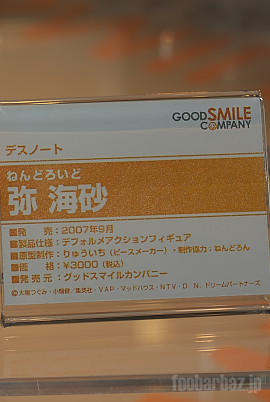 GOODSMILE
COMPANY
デスノート
ねんどろいど
弥 海砂
■発 売：2007年9月
■製品仕様：デフォルメアクションフィギュア
■原型制作：りゅういち（ピースメーカー）・制作協力：ねんどろん
■価 格：¥3000（税込）
■発 売 元：グッドスマイルカンパニー
©大場つぐみ・小畑健／集英社・VAP・マッドハウス・NTV・D. N. ドリームパートナーズ
foobarbaz.jp